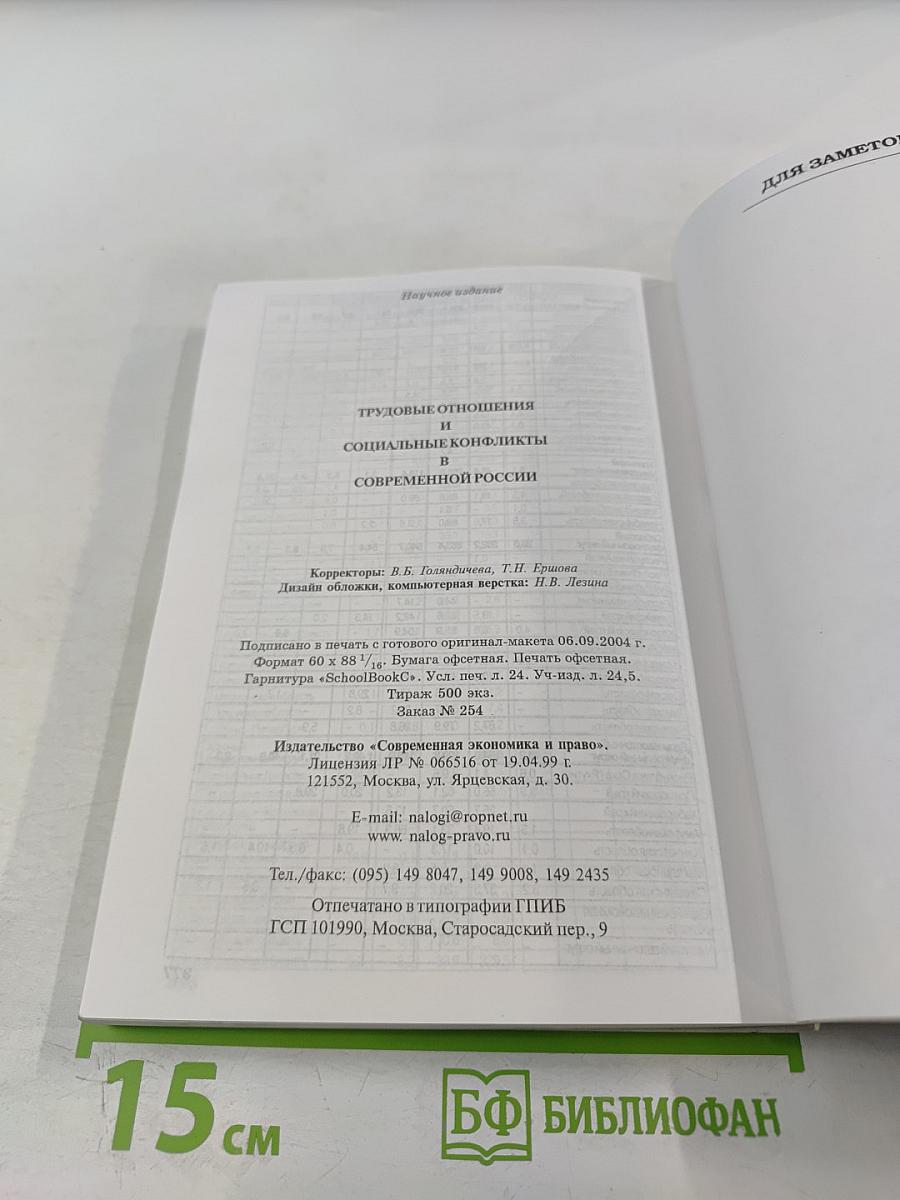 Научное издание
ТРУДОВЫЕ ОТНОШЕНИЯ
И
СОЦИАЛЬНЫЕ КОНФЛИКТЫ
В
СОВРЕМЕННОЙ РОССИИ
Корректоры: В.Б. Голяндичева, Т.Н. Ершова
Дизайн обложки, компьютерная верстка: Н.В. Лезина
Подписано в печать с готового оригинал-макета 06.09.2004 г.
Формат 60 х 88 1/16. Бумага офсетная. Печать офсетная.
Гарнитура «SchoolBookC». Усл. печ. л. 24. Уч-изд. л. 24,5.
Тираж 500 экз.
Заказ № 254
Издательство «Современная экономика и право».
Лицензия ЛР № 066516 от 19.04.99 г.
121552, Москва, ул. Ярцевская, д. 30.
E-mail: nalogi@ropnet.ru
www. nalog-pravo.ru
Тел./факс: (095) 149 8047, 149 9008, 149 2435
Отпечатано в типографии ГПИБ
ГСП 101990, Москва, Старосадский пер., 9
ДЛЯ ЗАМЕТО
15 см
БФ БИБЛИОФАН